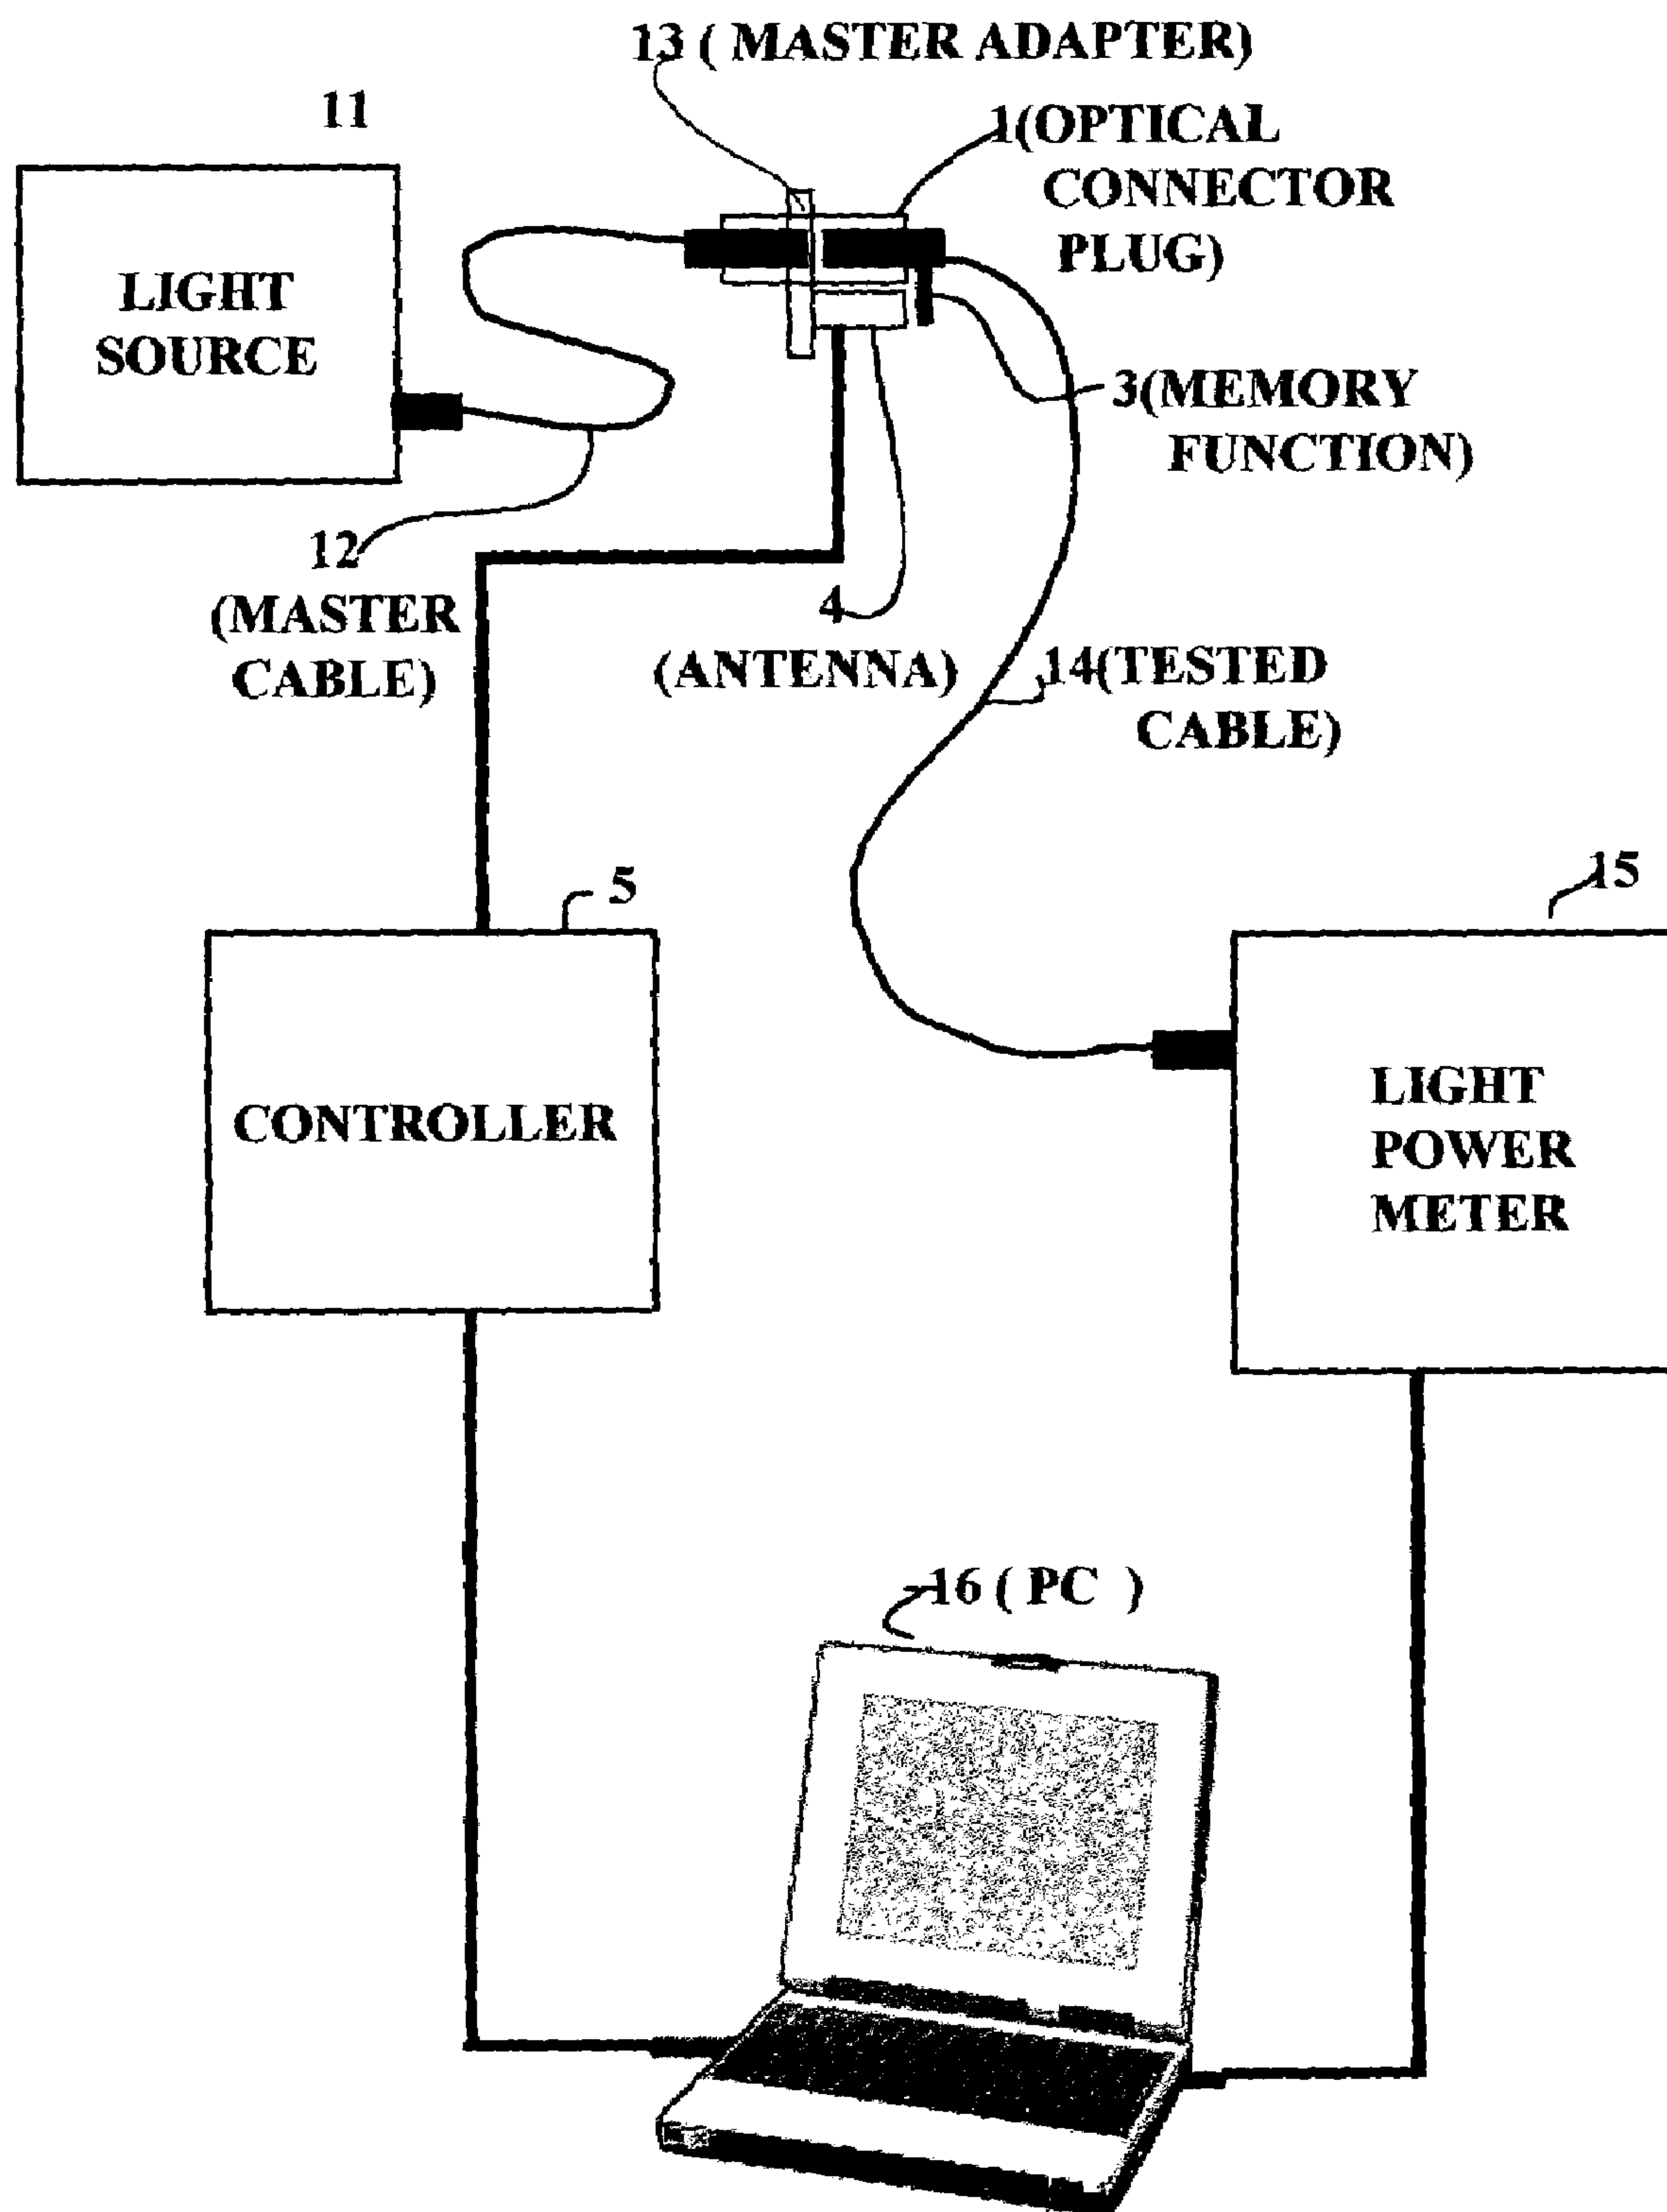 13 ( MASTER ADAPTER)
11
1(OPTICAL
CONNECTOR
PLUG)
LIGHT
SOURCE
3(MEMORY
FUNCTION)
12
(MASTER
CABLE)
4
(ANTENNA)
14(TESTED
CABLE)
5
15
CONTROLLER
LIGHT
POWER
METER
16 ( PC )